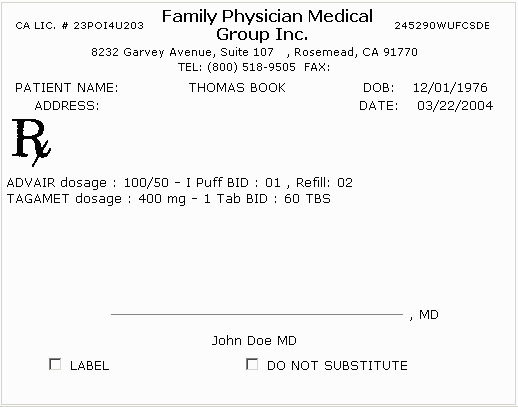 CA LIC. # 23POI4U203
Family Physician Medical
Group Inc.
245290WUFCSDE
8232 Garvey Avenue, Suite 107 , Rosemead, CA 91770
TEL: (800) 518-9505 FAX:
PATIENT NAME: THOMAS BOOK DOB: 12/01/1976
ADDRESS: DATE: 03/22/2004
Rx
ADVAIR dosage : 100/50 - I Puff BID : 01 , Refill: 02
TAGAMET dosage : 400 mg - 1 Tab BID : 60 TBS
, MD
John Doe MD
LABEL DO NOT SUBSTITUTE